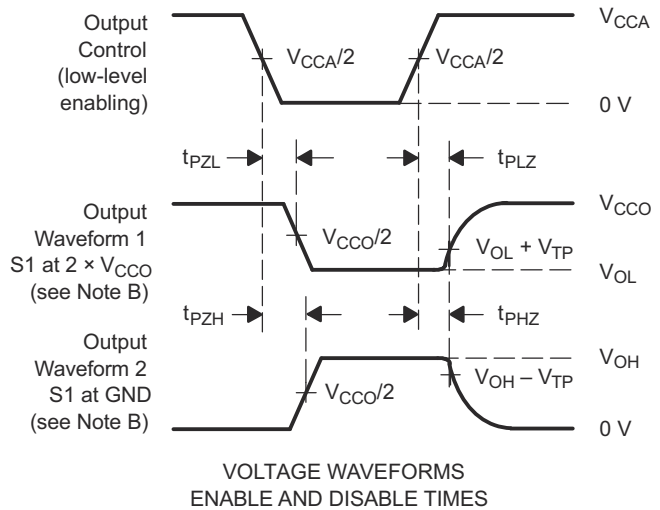 Output
Control
(low-level
enabling)
VCCA/2
VCCA/2
VCCA
0 V
tPZL
tPLZ
Output
Waveform 1
S1 at 2 × VCCO
(see Note B)
VCCO/2
VCCO
VOL + VTP
VOL
tPZH
tPHZ
Output
Waveform 2
S1 at GND
(see Note B)
VCCO/2
VOH
VOH – VTP
0 V
VOLTAGE WAVEFORMS
ENABLE AND DISABLE TIMES